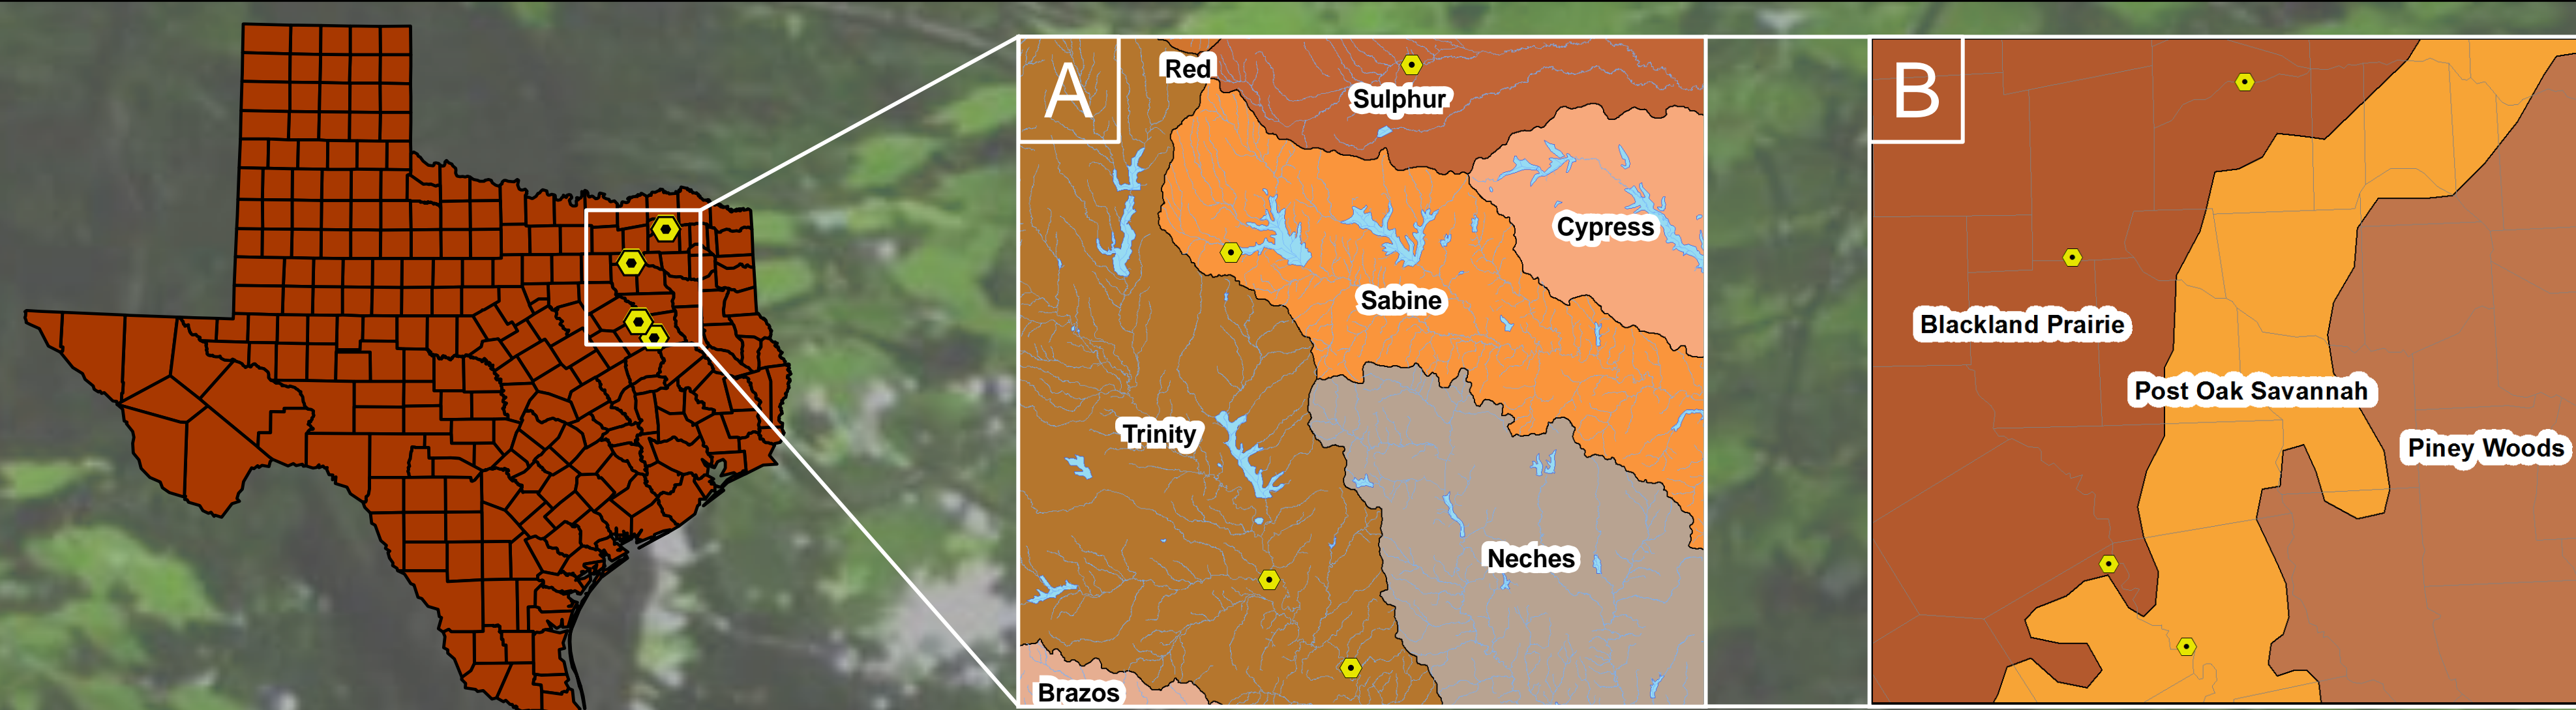 A
Red
Sulphur
Cypress
Sabine
Trinity
Neches
Brazos
B
Blackland Prairie
Post Oak Savannah
Piney Woods